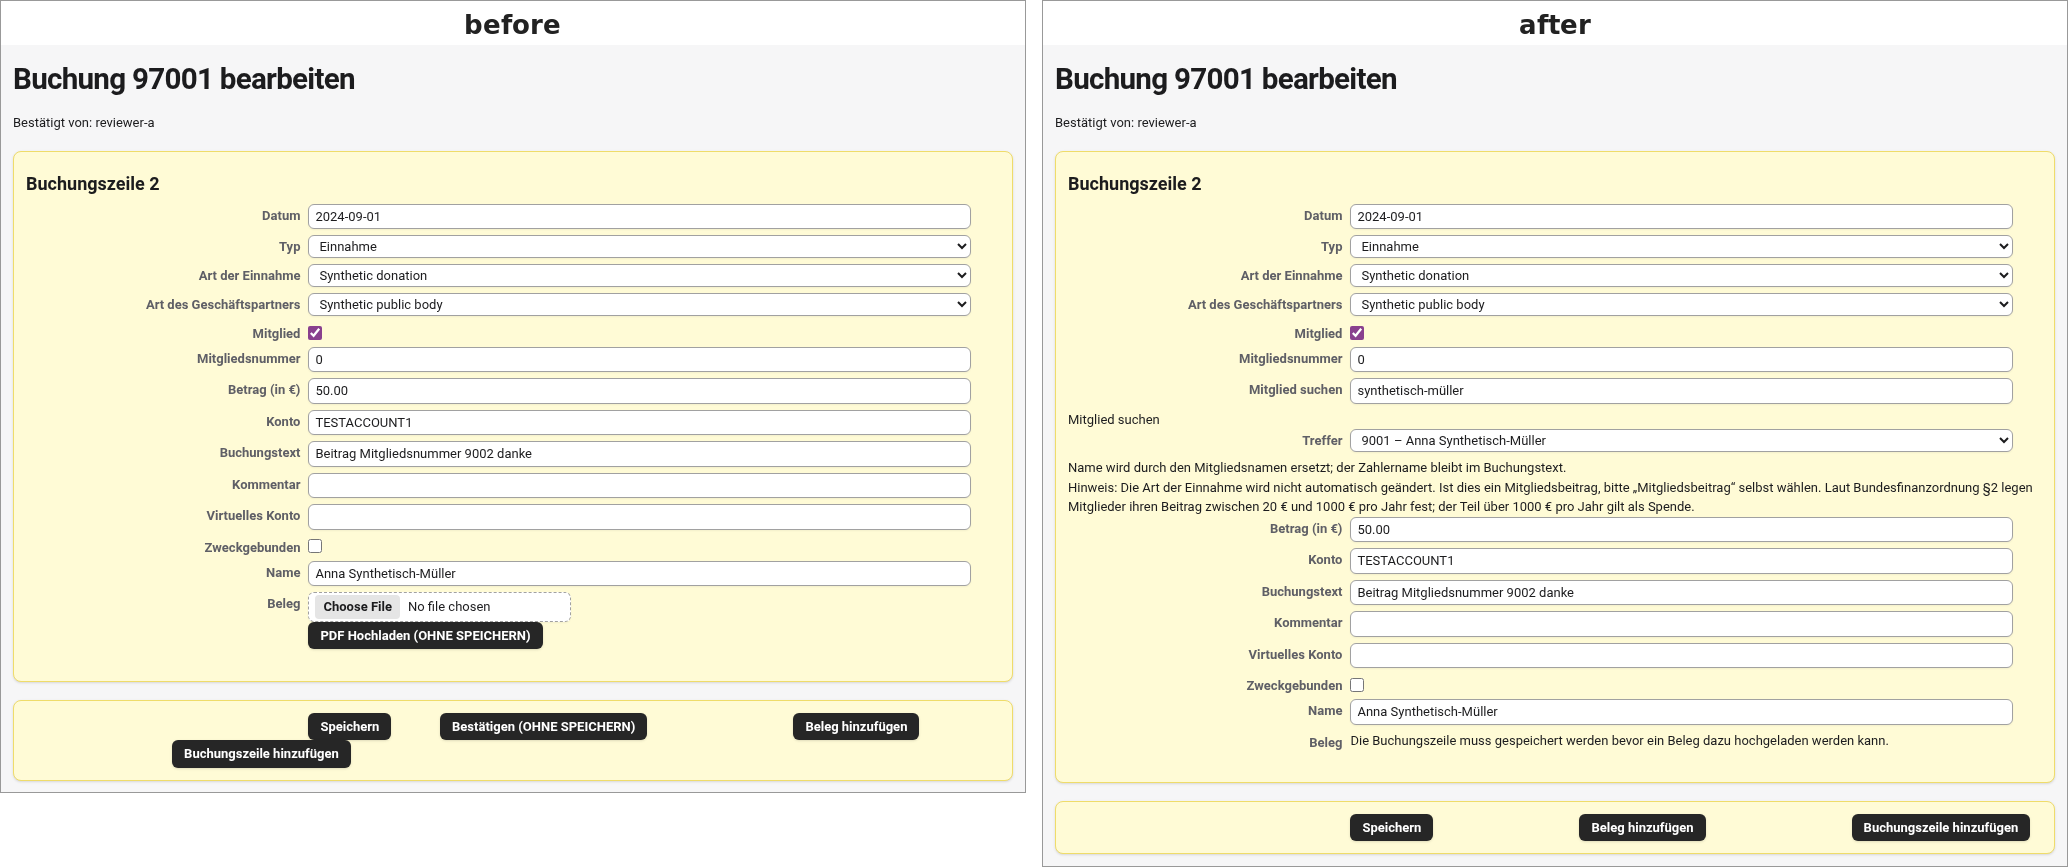 before
Buchung 97001 bearbeiten
Bestätigt von: reviewer-a
Buchungszeile 2
Datum 2024-09-01
Typ Einnahme
Art der Einnahme Synthetic donation
Art des Geschäftspartners Synthetic public body
Mitglied
Mitgliedsnummer 0
Betrag (in €) 50.00
Konto TESTACCOUNT1
Buchungstext Beitrag Mitgliedsnummer 9002 danke
Kommentar
Virtuelles Konto
Zweckgebunden
Name Anna Synthetisch-Müller
Beleg Choose File No file chosen
PDF Hochladen (OHNE SPEICHERN)
Speichern Bestätigen (OHNE SPEICHERN) Beleg hinzufügen
Buchungszeile hinzufügen
after
Buchung 97001 bearbeiten
Bestätigt von: reviewer-a
Buchungszeile 2
Datum 2024-09-01
Typ Einnahme
Art der Einnahme Synthetic donation
Art des Geschäftspartners Synthetic public body
Mitglied
Mitgliedsnummer 0
Mitglied suchen synthetisch-müller
Mitglied suchen
Treffer 9001 – Anna Synthetisch-Müller
Name wird durch den Mitgliedsnamen ersetzt; der Zahlername bleibt im Buchungstext.
Hinweis: Die Art der Einnahme wird nicht automatisch geändert. Ist dies ein Mitgliedsbeitrag, bitte „Mitgliedsbeitrag“ selbst wählen. Laut Bundesfinanzordnung §2 legen
Mitglieder ihren Beitrag zwischen 20 € und 1000 € pro Jahr fest; der Teil über 1000 € pro Jahr gilt als Spende.
Betrag (in €) 50.00
Konto TESTACCOUNT1
Buchungstext Beitrag Mitgliedsnummer 9002 danke
Kommentar
Virtuelles Konto
Zweckgebunden
Name Anna Synthetisch-Müller
Beleg Die Buchungszeile muss gespeichert werden bevor ein Beleg dazu hochgeladen werden kann.
Speichern Beleg hinzufügen Buchungszeile hinzufügen